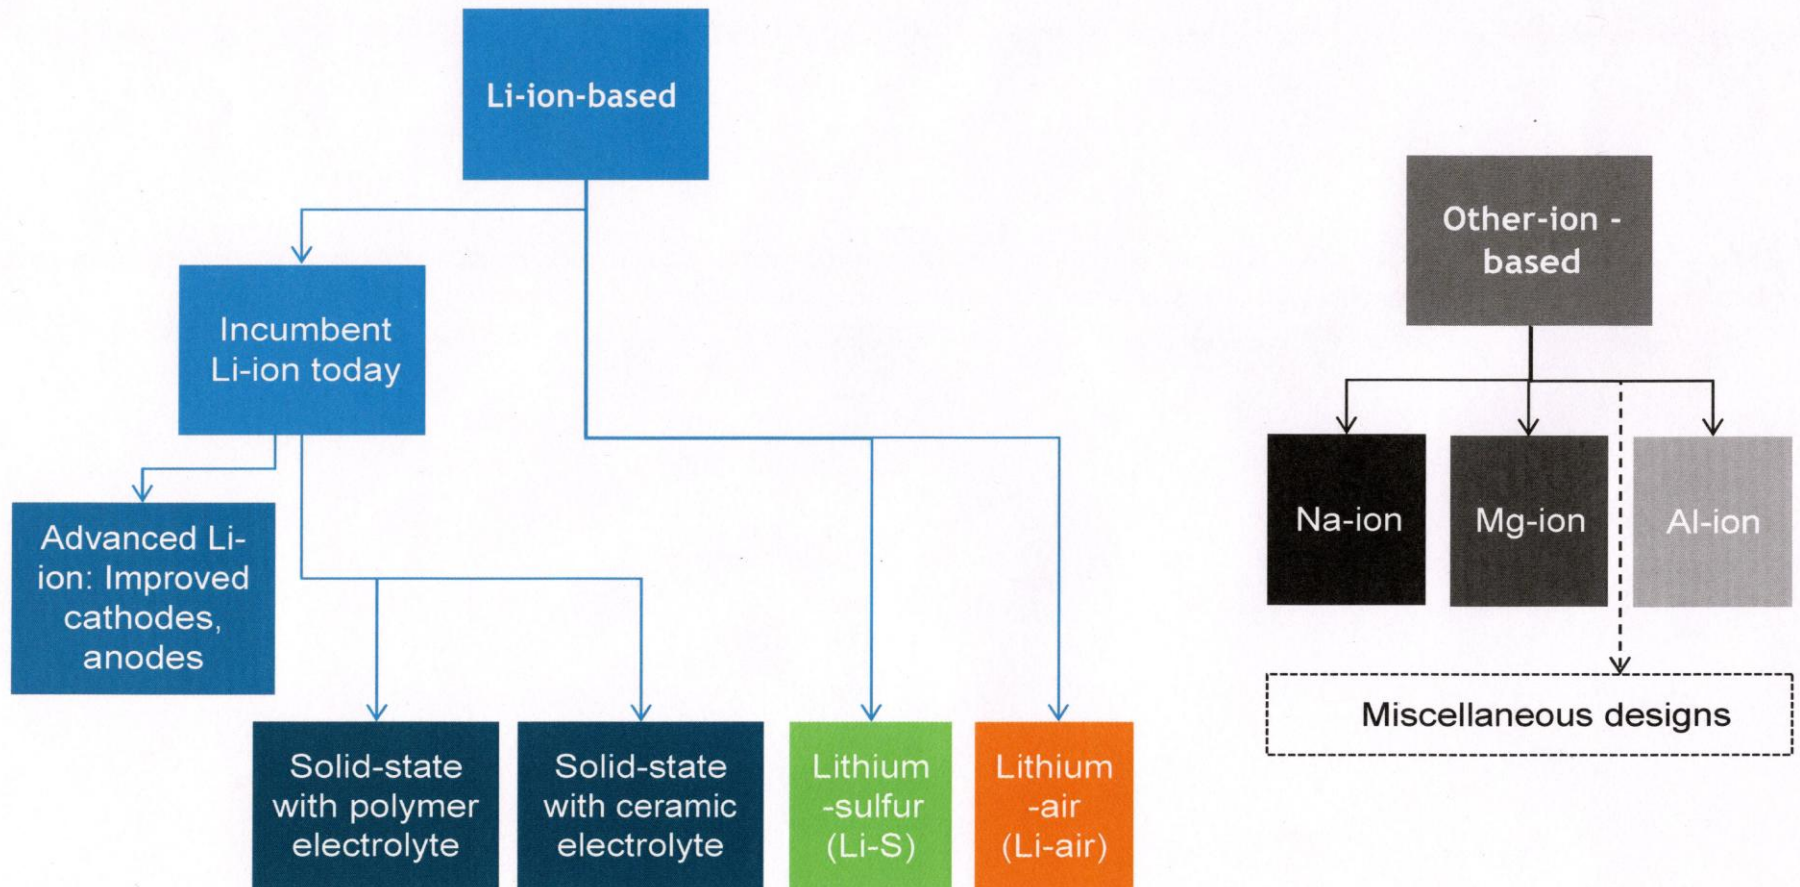 Li-ion-based
Other-ion -
based
Incumbent
Li-ion today
Advanced Li-
ion: Improved
cathodes,
anodes
Na-ion
Mg-ion
Al-ion
Miscellaneous designs
Solid-state
with polymer
electrolyte
Solid-state
with ceramic
electrolyte
Lithium
-sulfur
(Li-S)
Lithium
-air
(Li-air)